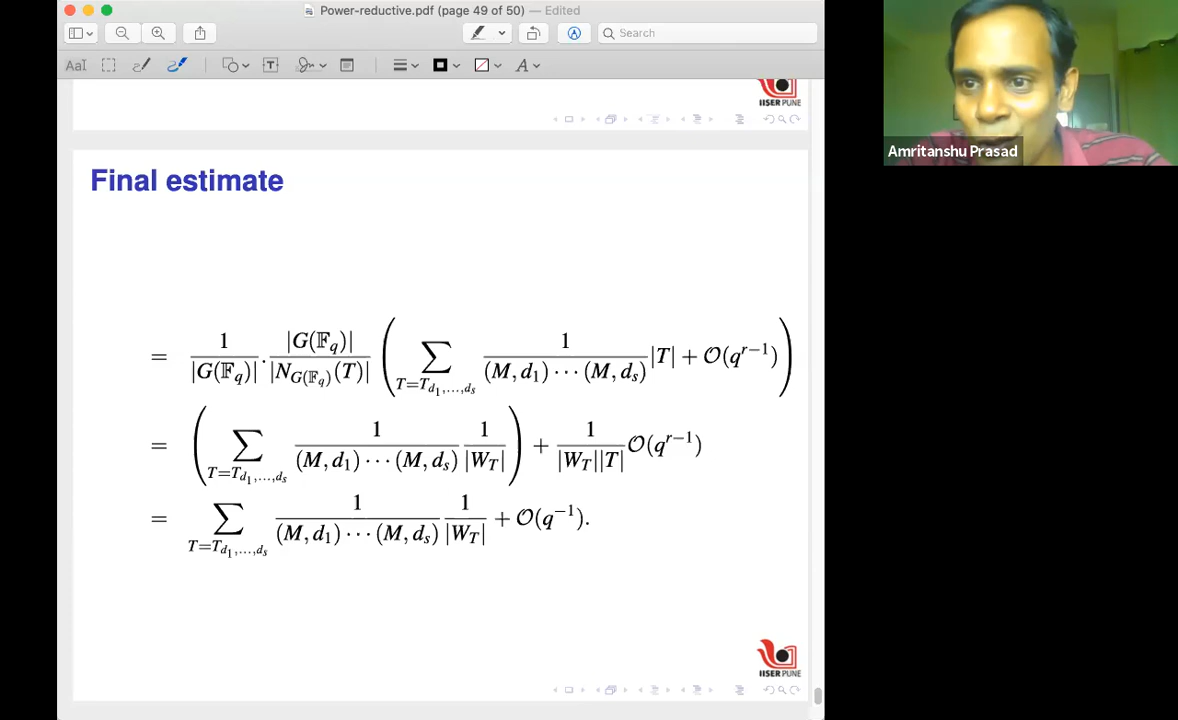 Power-reductive.pdf (page 49 of 50) — Edited
Search
AaI
T
A
IISER PUNE
Final estimate
= 1/|G(𝔽_q)| · |G(𝔽_q)|/|N_{G(𝔽_q)}(T)| ( ∑_{T=T_{d_1,...,d_s}} 1/((M, d_1) ··· (M, d_s)) |T| + 𝒪(q^{r−1}) )
= ( ∑_{T=T_{d_1,...,d_s}} 1/((M, d_1) ··· (M, d_s)) 1/|W_T| ) + 1/(|W_T||T|) 𝒪(q^{r−1})
= ∑_{T=T_{d_1,...,d_s}} 1/((M, d_1) ··· (M, d_s)) 1/|W_T| + 𝒪(q^{−1}).
IISER PUNE
Amritanshu Prasad